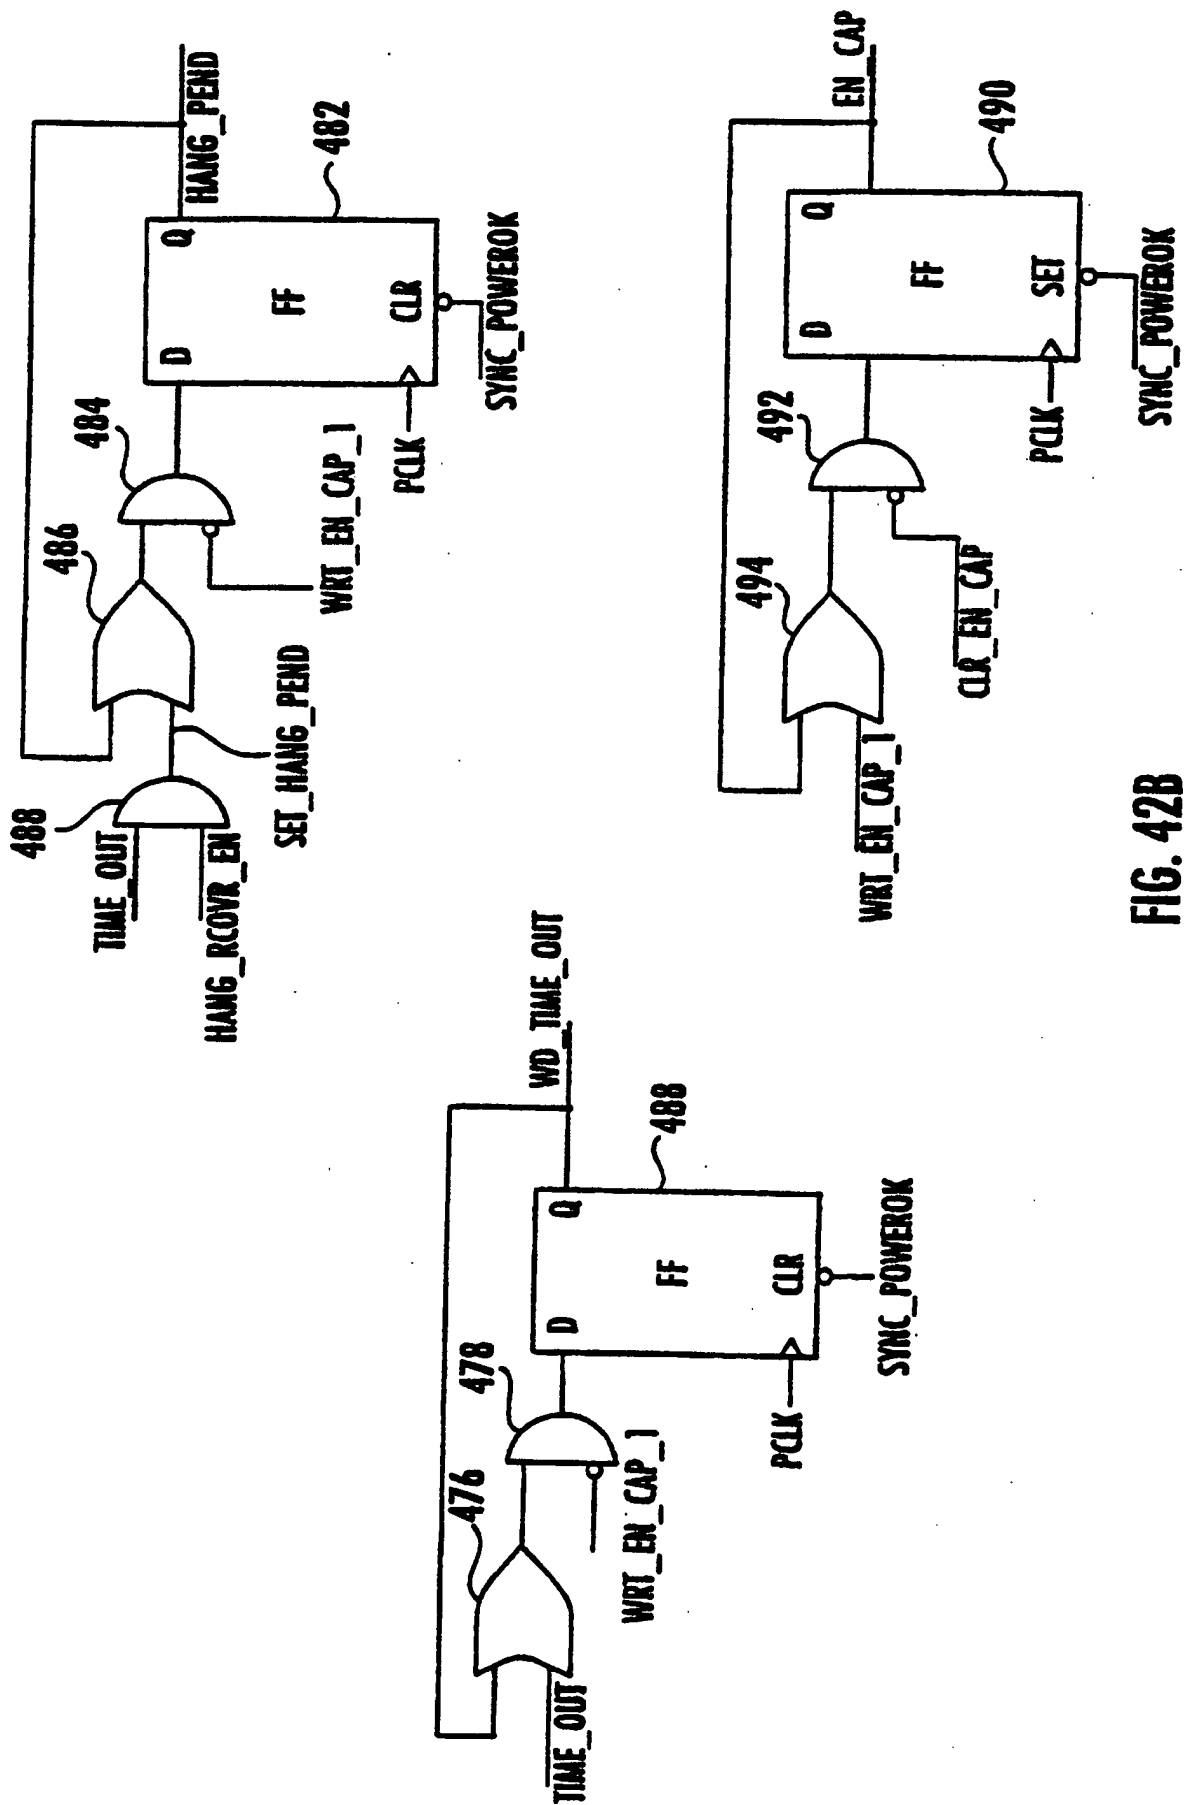 TIME_OUT
476
478
WRT_EN_CAP_1
D
Q
FF
CLR
488
PCLK
SYNC_POWEROK
WD_TIME_OUT
488
TIME_OUT
HANG_RCOVR_EN
SET_HANG_PEND
486
484
WRT_EN_CAP_1
D
Q
FF
CLR
482
PCLK
SYNC_POWEROK
HANG_PEND
WRT_EN_CAP_1
494
492
CLR_EN_CAP
D
Q
FF
SET
490
PCLK
SYNC_POWEROK
EN_CAP
FIG. 42B